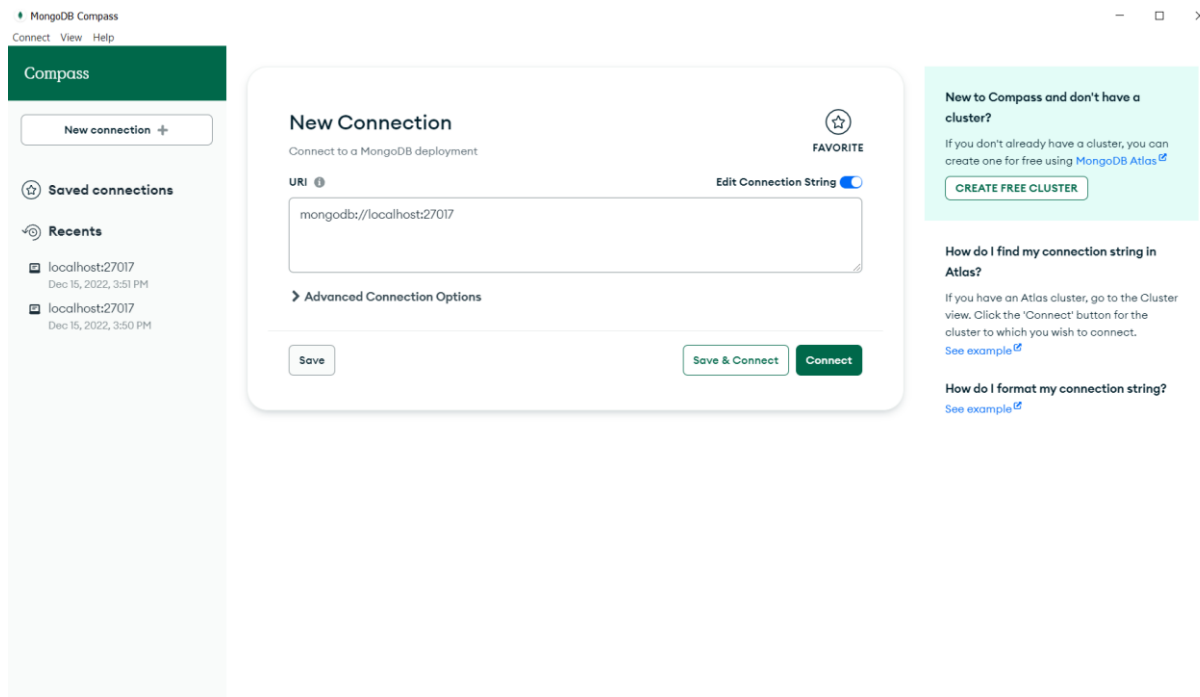 MongoDB Compass
Connect View Help
Compass
New connection
Saved connections
Recents
localhost:27017
Dec 15, 2022, 3:51 PM
localhost:27017
Dec 15, 2022, 3:50 PM
New Connection
Connect to a MongoDB deployment
FAVORITE
URI
Edit Connection String
mongodb://localhost:27017
Advanced Connection Options
Save
Save & Connect
Connect
New to Compass and don't have a
cluster?
If you don't already have a cluster, you can
create one for free using MongoDB Atlas
CREATE FREE CLUSTER
How do I find my connection string in
Atlas?
If you have an Atlas cluster, go to the Cluster
view. Click the 'Connect' button for the
cluster to which you wish to connect.
See example
How do I format my connection string?
See example